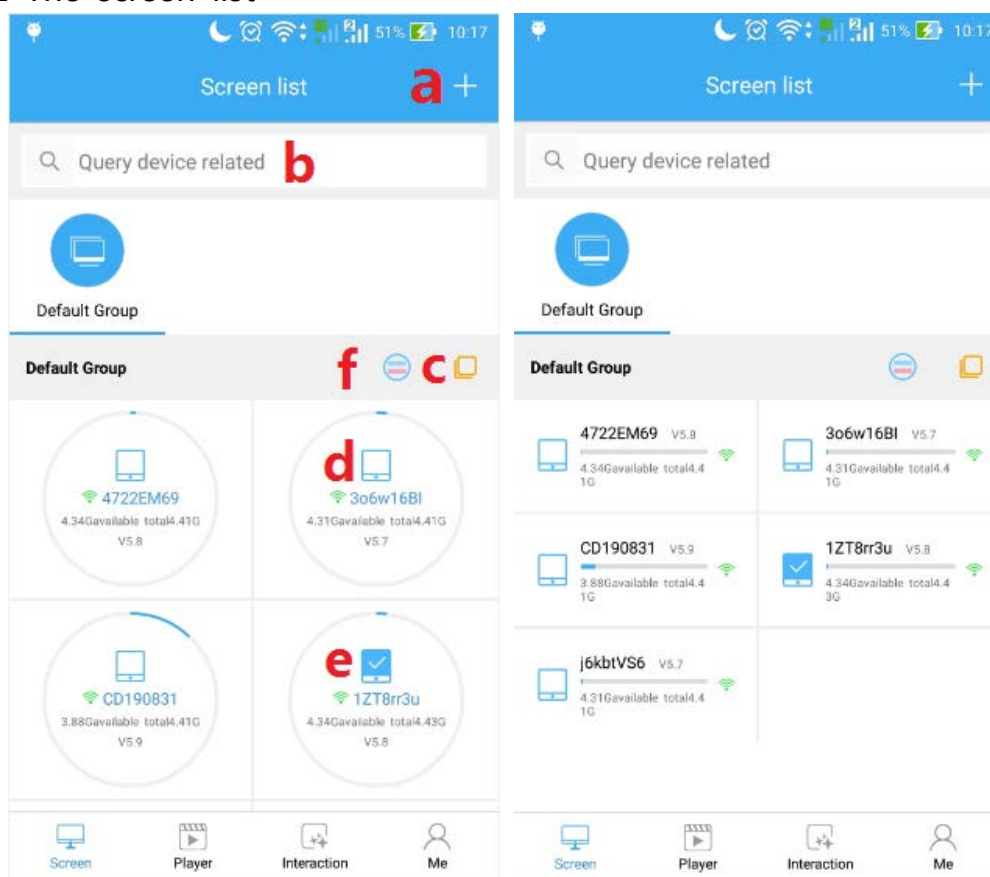 The screen list
51% 10:17
Screen list a +
Query device related b
Default Group
Default Group f c
d
4722EM69
4.34Gavailable total4.41G
V5.8
3o6w16Bl
4.31Gavailable total4.41G
V5.7
e
CD190831
3.88Gavailable total4.41G
V5.9
1ZT8rr3u
4.34Gavailable total4.43G
V5.8
Screen Player Interaction Me
51% 10:17
Screen list +
Query device related
Default Group
Default Group
4722EM69 V5.8
4.34Gavailable total4.4
1G
3o6w16Bl V5.7
4.31Gavailable total4.4
1G
CD190831 V5.9
3.88Gavailable total4.4
1G
1ZT8rr3u V5.8
4.34Gavailable total4.4
3G
j6kbtVS6 V5.7
4.31Gavailable total4.4
1G
Screen Player Interaction Me